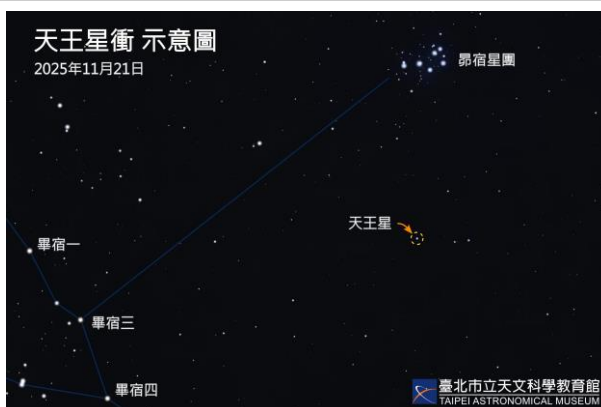 天王星衝 示意圖
2025年11月21日
昴宿星團
天王星
畢宿一
畢宿三
畢宿四
臺北市立天文科學教育館
TAIPEI ASTRONOMICAL MUSEUM